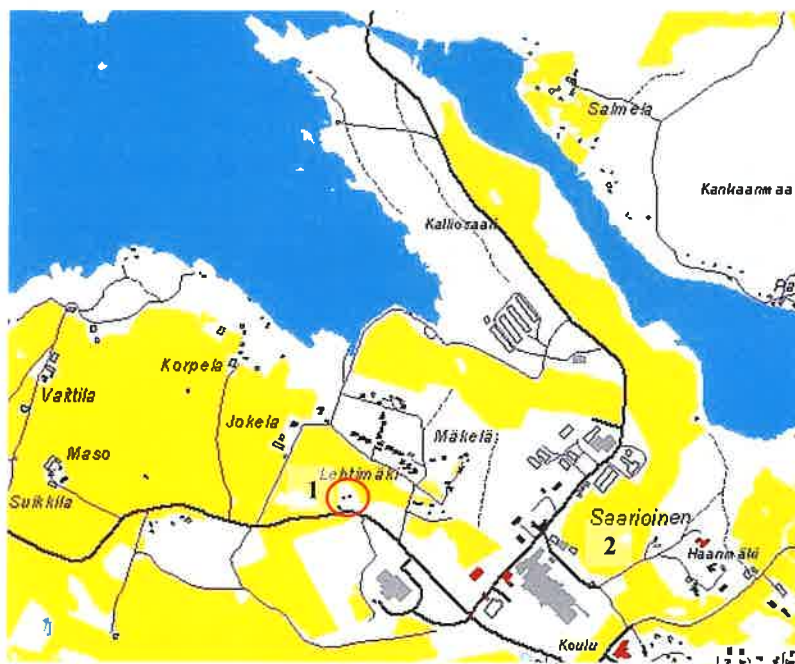 Salmela
Kankaanmaa
Kalliosaari
Korpela
Vaittila
Jokela
Mäkelä
Maso
Lehtimäki
1
Suikkila
Saarioinen
2
Haanmäki
Koulu